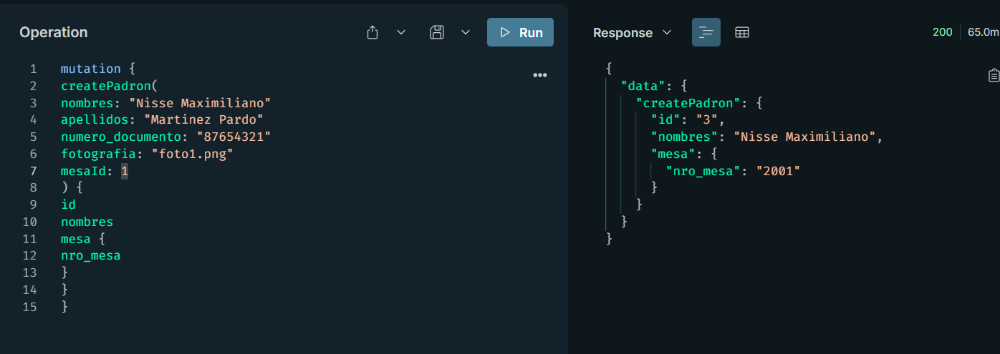 Operation
Run
1 mutation {
2 createPadron(
3 nombres: "Nisse Maximiliano"
4 apellidos: "Martinez Pardo"
5 numero_documento: "87654321"
6 fotografia: "foto1.png"
7 mesaId: 1
8 ) {
9 id
10 nombres
11 mesa {
12 nro_mesa
13 }
14 }
15 }
Response
200 65.0m
{
"data": {
"createPadron": {
"id": "3",
"nombres": "Nisse Maximiliano",
"mesa": {
"nro_mesa": "2001"
}
}
}
}